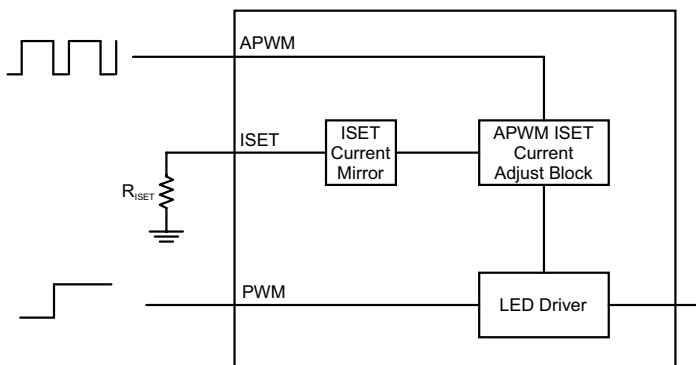 APWM
ISET
ISET
Current
Mirror
APWM ISET
Current
Adjust Block
RISET
PWM
LED Driver